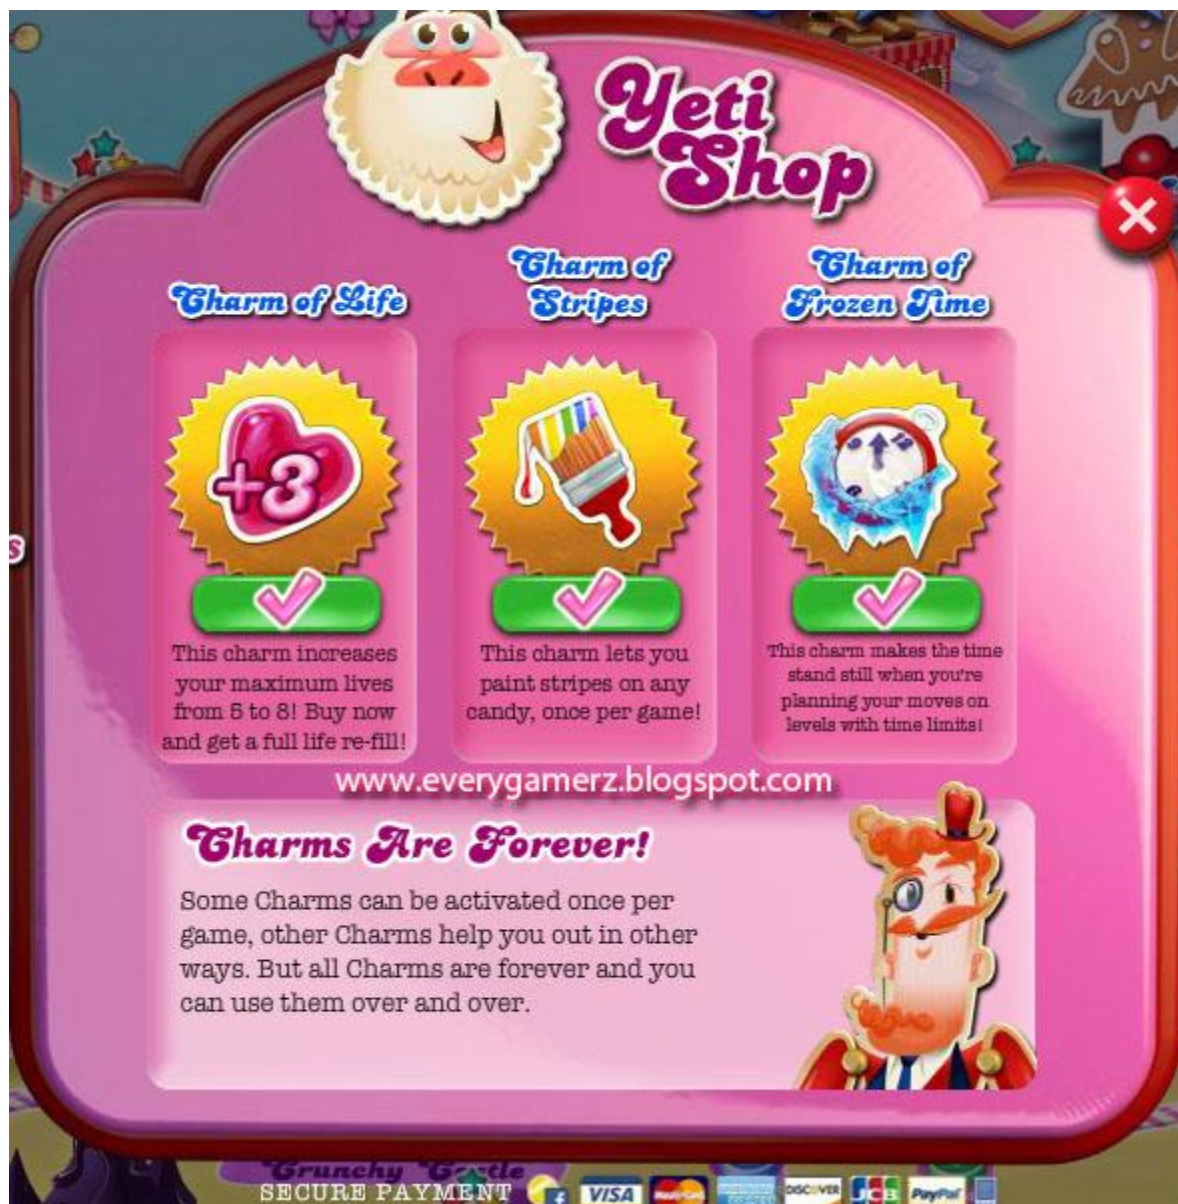 Yeti
Shop
Charm of Life
Charm of
Stripes
Charm of
Frozen Time
+3
This charm increases
your maximum lives
from 5 to 8! Buy now
and get a full life re-fill!
This charm lets you
paint stripes on any
candy, once per game!
This charm makes the time
stand still when you're
planning your moves on
levels with time limits!
www.everygamerz.blogspot.com
Charms Are Forever!
Some Charms can be activated once per
game, other Charms help you out in other
ways. But all Charms are forever and you
can use them over and over.
Crunchy Castle
SECURE PAYMENT
VISA MasterCard DISCOVER JCB PayPal